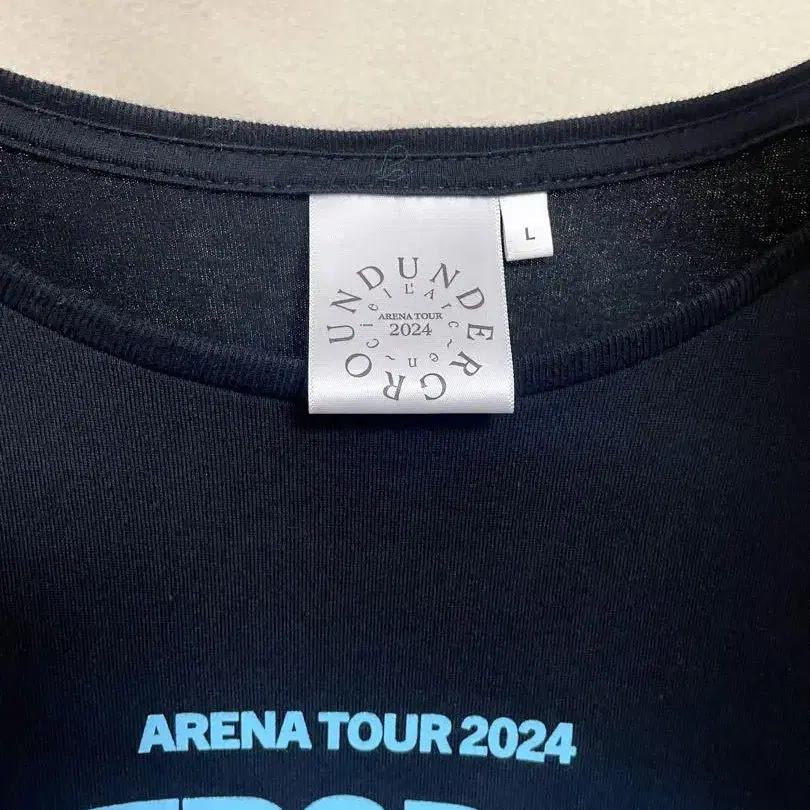 L
UNDERGROUND
L'Arc~en~ciel
ARENA TOUR
2024
ARENA TOUR 2024